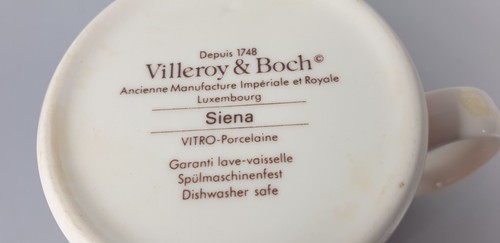 Depuis 1748
Villeroy & Boch©
Ancienne Manufacture Impériale et Royale
Luxembourg
Siena
VITRO-Porcelaine
Garanti lave-vaisselle
Spülmaschinenfest
Dishwasher safe